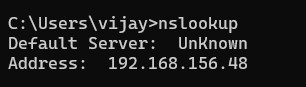 C:\Users\vijay>nslookup
Default Server:  UnKnown
Address:  192.168.156.48